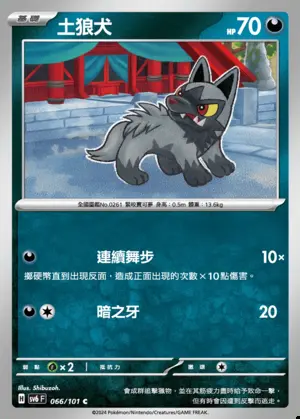 基礎 土狼犬 HP70
全國圖鑑No.0261 緊咬寶可夢 身高：0.5m 體重：13.6kg
連續舞步 10×
擲硬幣直到出現反面，造成正面出現的次數×10點傷害。
暗之牙 20
弱點 ×2 抵抗力 撤退
Illus. Shibuzoh.
H sv6 F 066/101 C
會成群追擊獵物，並在其疲力盡時給予致命一擊，
但有時會因遭到反擊而敗逃。
©2024 Pokémon/Nintendo/Creatures/GAME FREAK.